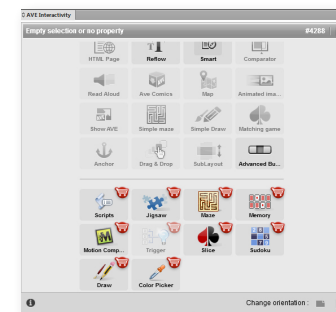 AVE Interactivity
Empty selection or no property #4288
HTML Page Reflow Smart Comparator
Read Aloud Ave Comics Map Animated ima...
Show AVE Simple maze Simple Draw Matching game
Anchor Drag & Drop SubLayout Advanced Bu...
Scripts Jigsaw Maze Memory
Motion Comp... Trigger Slice Sudoku
Draw Color Picker
Change orientation :